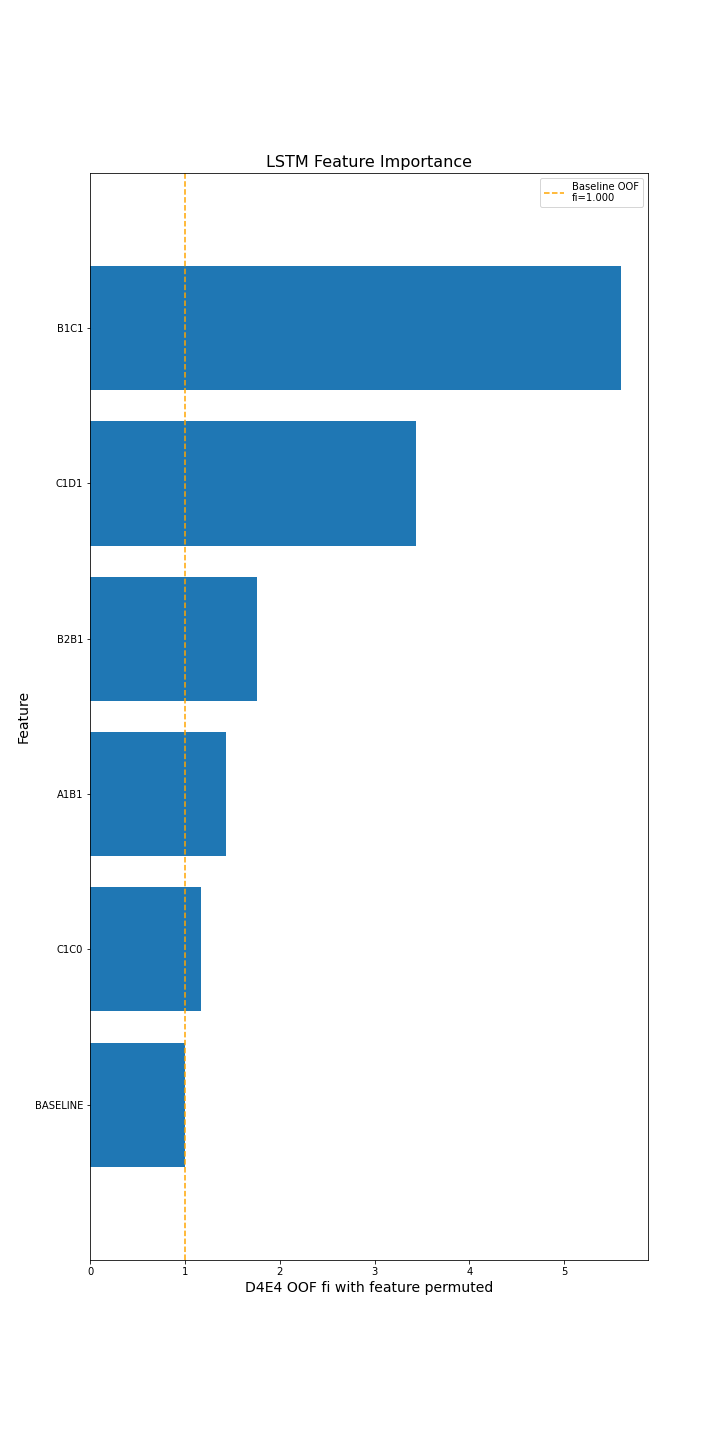 LSTM Feature Importance
Baseline OOF
fi=1.000
B1C1
C1D1
B2B1
A1B1
C1C0
BASELINE
Feature
0 1 2 3 4 5
D4E4 OOF fi with feature permuted